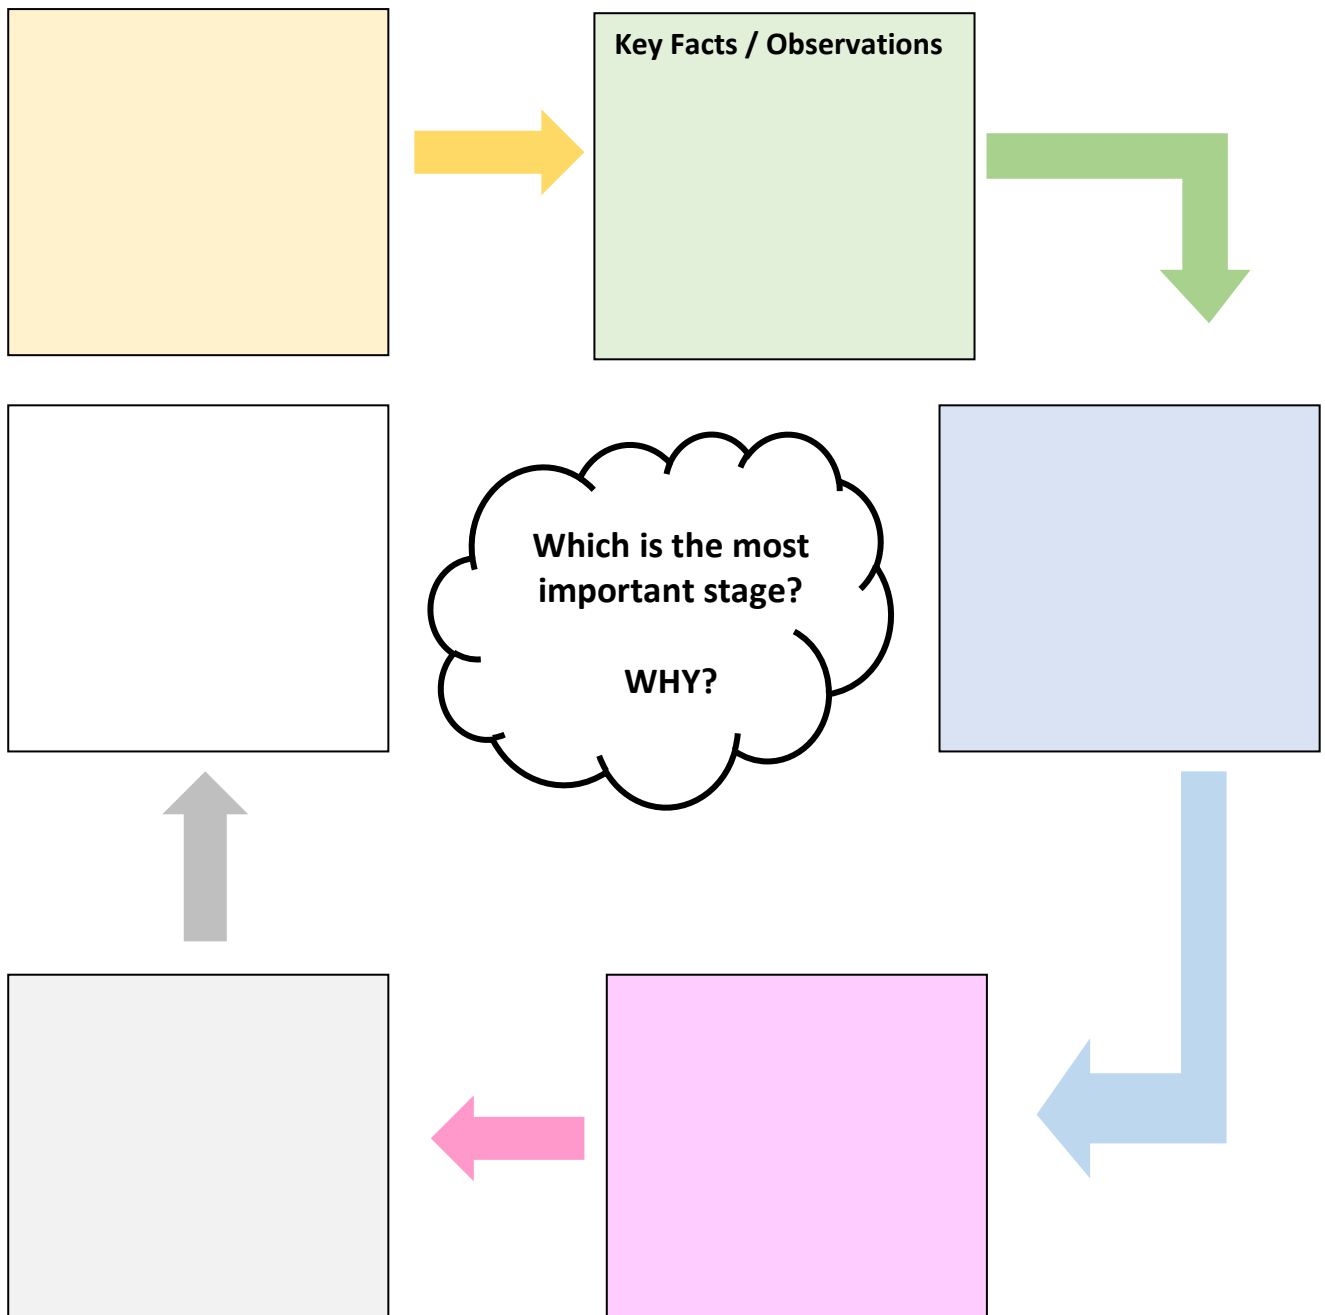 Key Facts / Observations
Which is the most
important stage?
WHY?